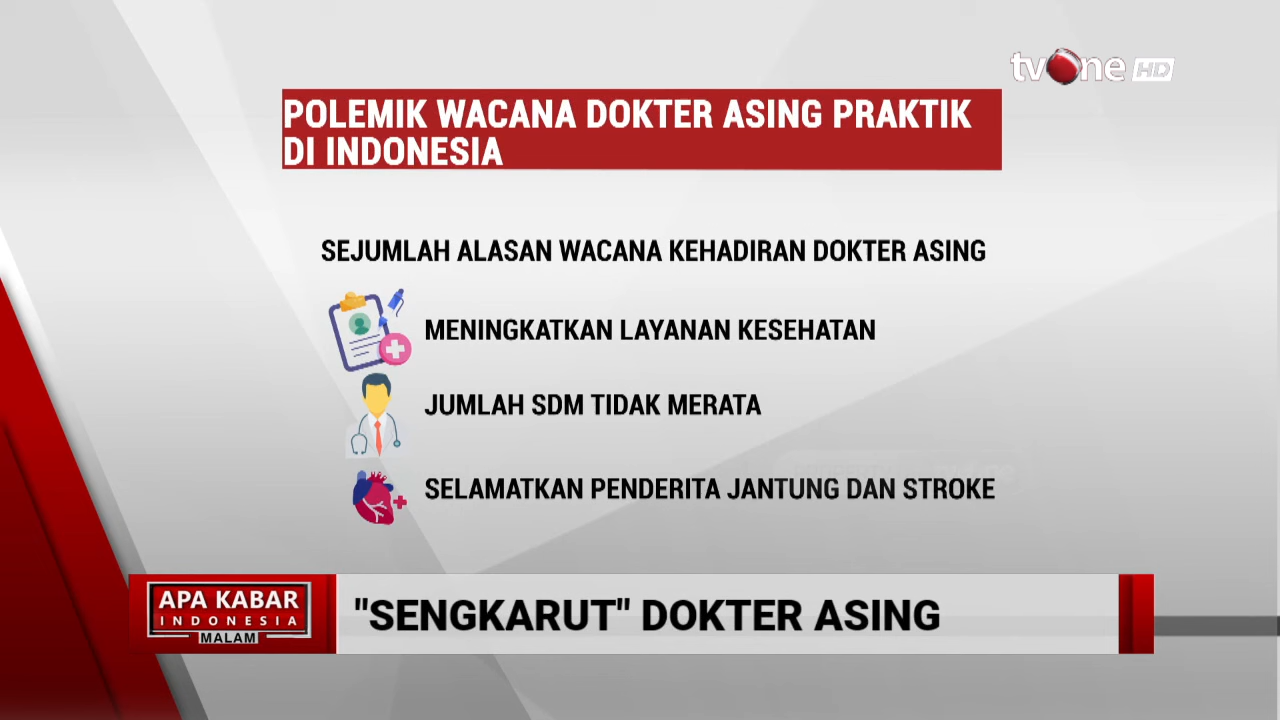 tvOne HD
POLEMIK WACANA DOKTER ASING PRAKTIK
DI INDONESIA
SEJUMLAH ALASAN WACANA KEHADIRAN DOKTER ASING
MENINGKATKAN LAYANAN KESEHATAN
JUMLAH SDM TIDAK MERATA
SELAMATKAN PENDERITA JANTUNG DAN STROKE
APA KABAR
INDONESIA
MALAM
"SENGKARUT" DOKTER ASING